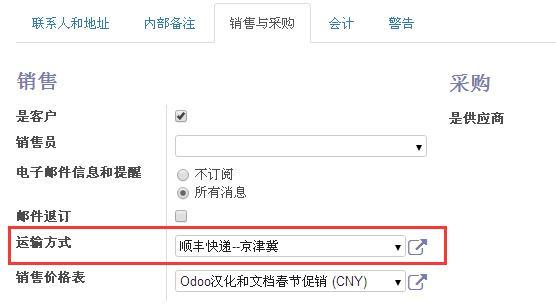 联系人和地址 内部备注 销售与采购 会计 警告
销售 采购
是客户 是供应商
销售员
电子邮件信息和提醒 不订阅
所有消息
邮件退订
运输方式 顺丰快递--京津冀
销售价格表 Odoo汉化和文档春节促销 (CNY)